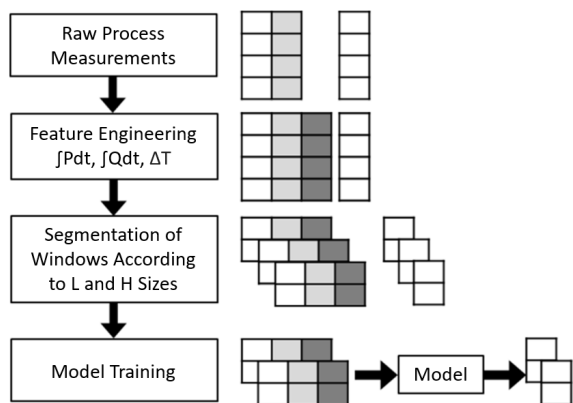 Raw Process
Measurements
Feature Engineering
∫Pdt, ∫Qdt, ΔT
Segmentation of
Windows According
to L and H Sizes
Model Training
Model